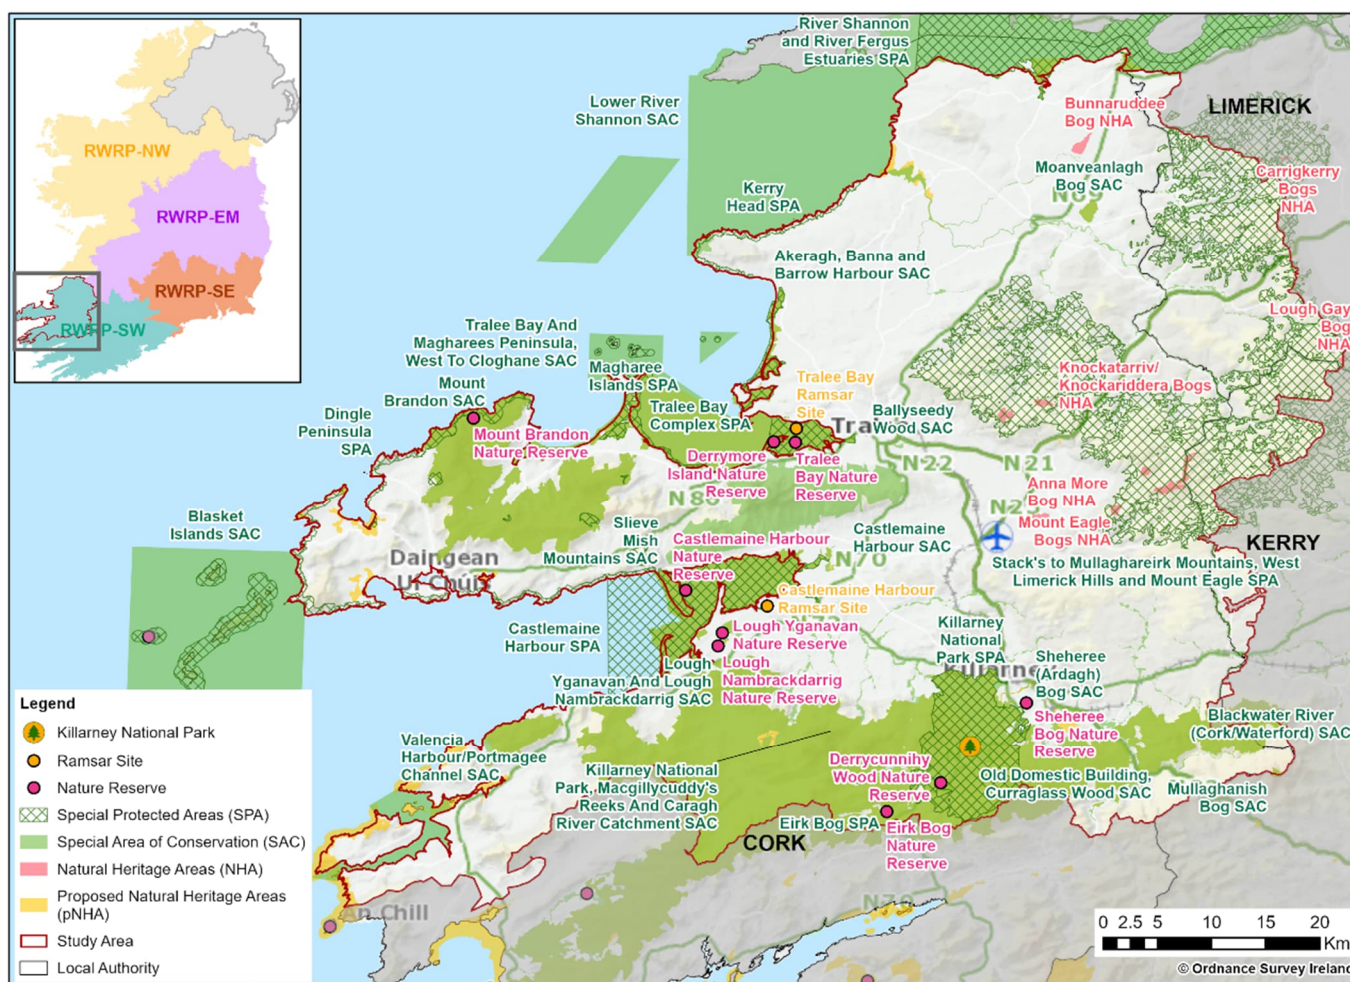 RWRP-NW
RWRP-EM
RWRP-SE
RWRP-SW
River Shannon
and River Fergus
Estuaries SPA
Lower River
Shannon SAC
LIMERICK
Bunnaruddee
Bog NHA
Moanveanlagh
Bog SAC
N69
Carrigkerry
Bogs
NHA
Kerry
Head SPA
Akeragh, Banna and
Barrow Harbour SAC
Lough Gay
Bog
NHA
Tralee Bay And
Magharees Peninsula,
West To Cloghane SAC
Magharee
Islands SPA
Mount
Brandon SAC
Mount Brandon
Nature Reserve
Dingle
Peninsula
SPA
Tralee Bay
Complex SPA
Tralee Bay
Ramsar
Site
Ballyseedy
Wood SAC
Knockatarriv/
Knockariddera Bogs
NHA
Derrymore
Island Nature
Reserve
Tralee
Bay Nature
Reserve
N22
N21
Anna More
Bog NHA
Mount Eagle
Bogs NHA
Blasket
Islands SAC
Slieve
Mish
Mountains SAC
Castlemaine Harbour
Nature
Reserve
Castlemaine
Harbour SAC
N70
KERRY
Daingean
Stack's to Mullaghareirk Mountains, West
Limerick Hills and Mount Eagle SPA
Castlemaine Harbour
Ramsar Site
Castlemaine
Harbour SPA
Lough Yganavan
Nature Reserve
Lough
Yganavan And Lough
Nambrackdarrig SAC
Lough
Nambrackdarrig
Nature Reserve
Killarney
National
Park SPA
Sheheree
(Ardagh)
Bog SAC
Sheheree
Bog Nature
Reserve
Blackwater River
(Cork/Waterford) SAC
Valencia
Harbour/Portmagee
Channel SAC
Killarney National
Park, Macgillycuddy's
Reeks And Caragh
River Catchment SAC
Derrycunnihy
Wood Nature
Reserve
Old Domestic Building,
Curraglass Wood SAC
Mullaghanish
Bog SAC
Eirk Bog SPA
Eirk Bog
Nature
Reserve
CORK
An Chill
Legend
Killarney National Park
Ramsar Site
Nature Reserve
Special Protected Areas (SPA)
Special Area of Conservation (SAC)
Natural Heritage Areas (NHA)
Proposed Natural Heritage Areas
(pNHA)
Study Area
Local Authority
0 2.5 5 10 15 20
Km
© Ordnance Survey Ireland